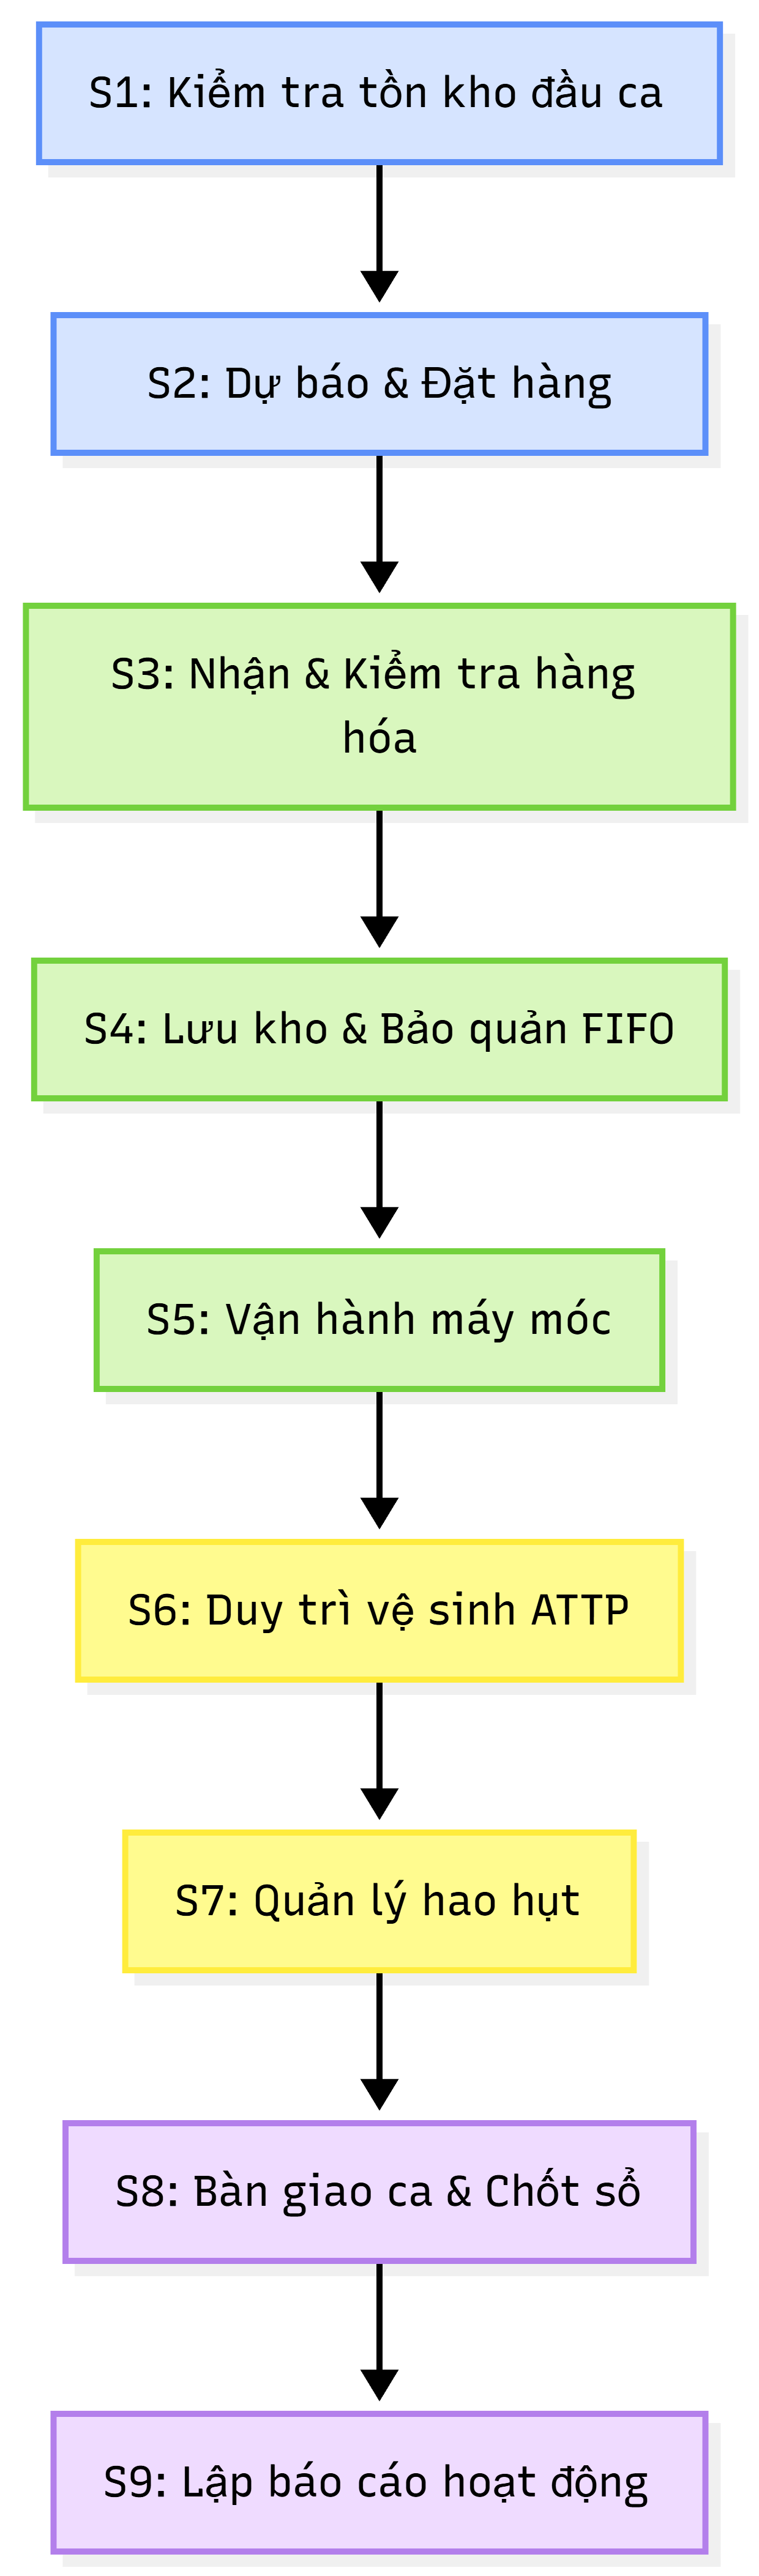 S1: Kiểm tra tồn kho đầu ca
S2: Dự báo & Đặt hàng
S3: Nhận & Kiểm tra hàng
hóa
S4: Lưu kho & Bảo quản FIFO
S5: Vận hành máy móc
S6: Duy trì vệ sinh ATTP
S7: Quản lý hao hụt
S8: Bàn giao ca & Chốt sổ
S9: Lập báo cáo hoạt động